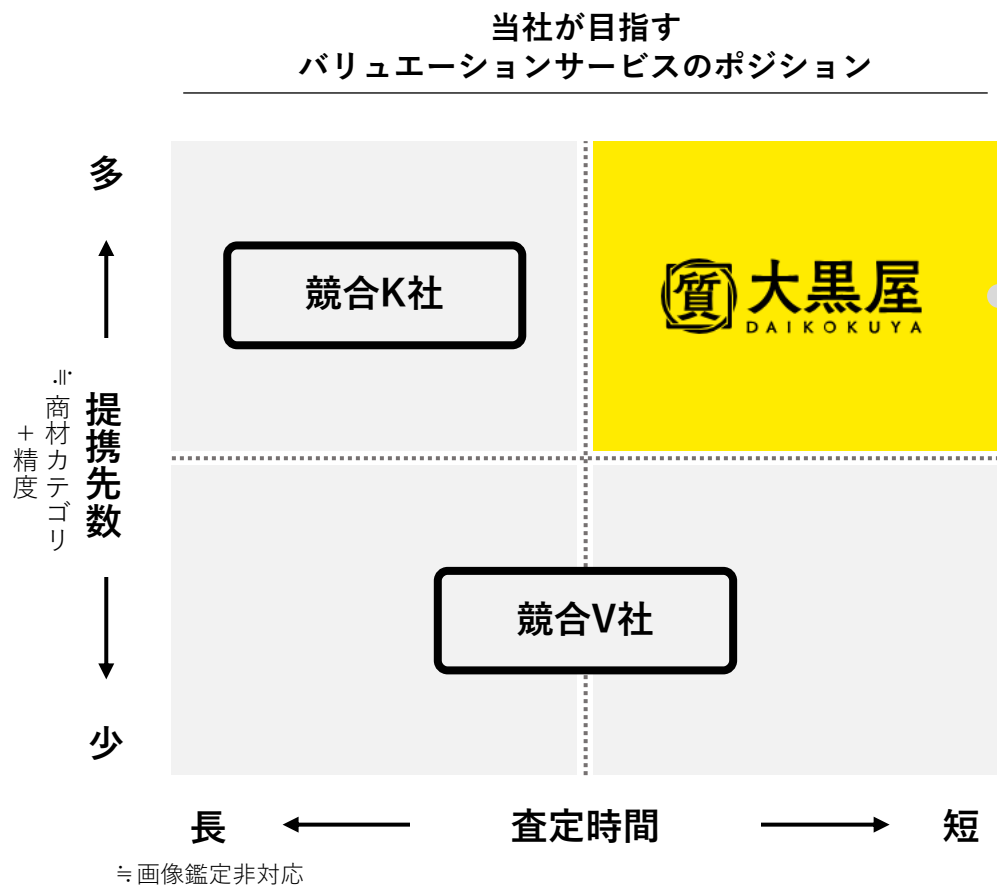 当社が目指す
バリュエーションサービスのポジション
多
競合K社
質
大黒屋
DAIKOKUYA
提携先数
≒商材カテゴリ
＋精度
競合V社
少
長
査定時間
短
≒画像鑑定非対応